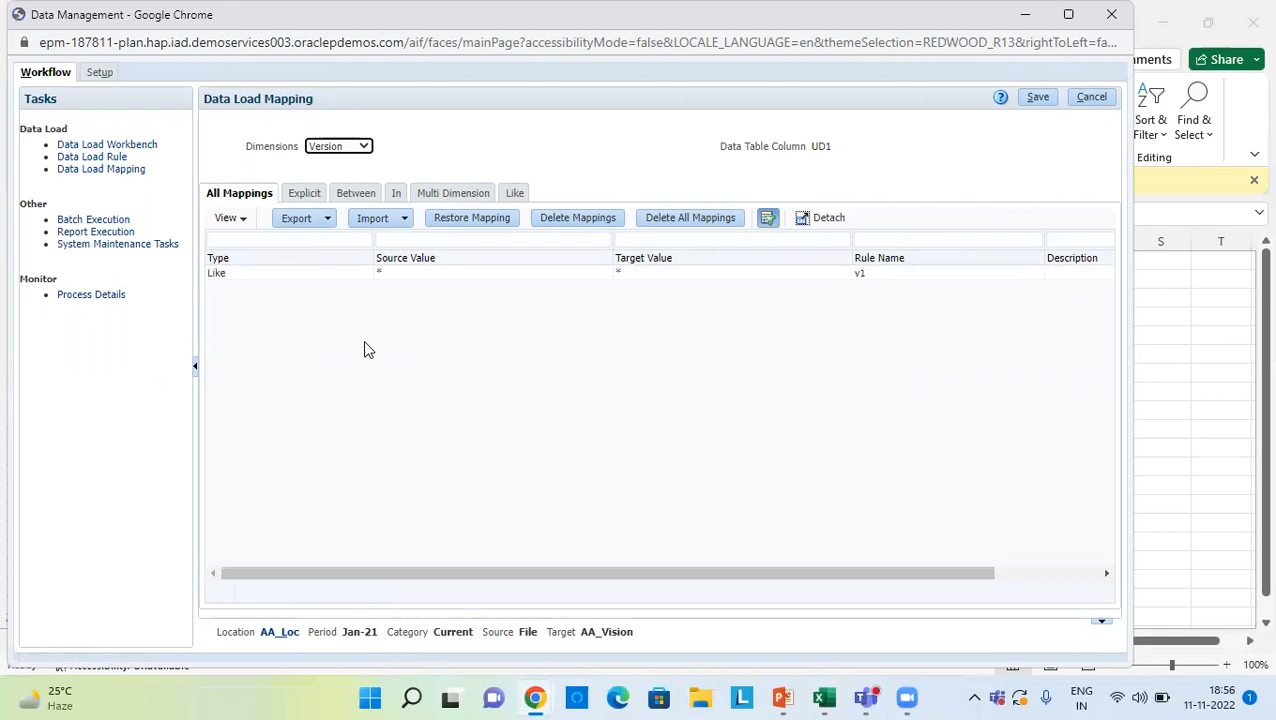 Data Management - Google Chrome
epm-187811-plan.hap.iad.demoservices003.oraclepdemos.com/aif/faces/mainPage?accessibilityMode=false&LOCALE_LANGUAGE=en&themeSelection=REDWOOD_R13&rightToLeft=fa...
Workflow Setup
ments Share
Tasks
Data Load
Data Load Workbench
Data Load Rule
Data Load Mapping
Other
Batch Execution
Report Execution
System Maintenance Tasks
Monitor
Process Details
Data Load Mapping
? Save Cancel
Dimensions Version Data Table Column UD1
All Mappings Explicit Between In Multi Dimension Like
View Export Import Restore Mapping Delete Mappings Delete All Mappings Detach
Type Source Value Target Value Rule Name Description
Like * * v1
Location AA_Loc Period Jan-21 Category Current Source File Target AA_Vision
Sort & Filter
Find & Select
Editing
S T
100%
25°C
Haze
L
ENG
IN
18:56
11-11-2022
1